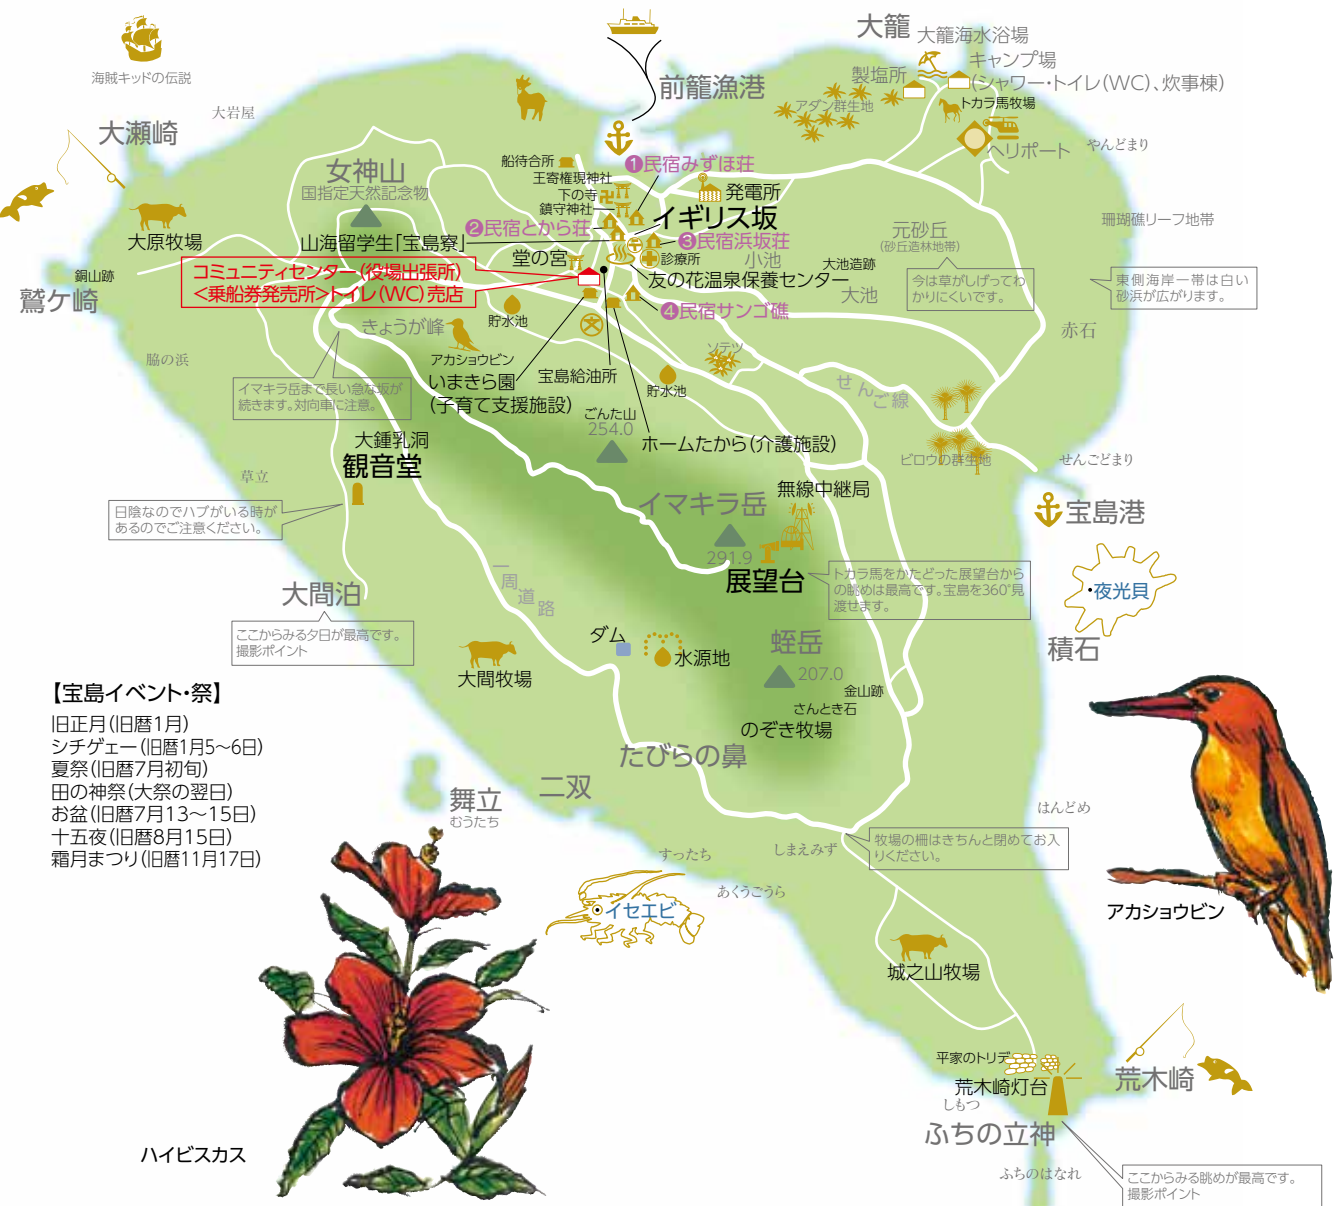 海賊キッドの伝説
大瀬崎
大岩屋
前籠漁港
大籠
大籠海水浴場
キャンプ場
(シャワー・トイレ(WC)、炊事棟)
製塩所
アダン群生地
トカラ馬牧場
ヘリポート
やんどまり
女神山
国指定天然記念物
船待合所
王寄権現神社
下の寺
鎮守神社
❶民宿みずほ荘
発電所
イギリス坂
❷民宿とから荘
山海留学生「宝島寮」
❸民宿浜坂荘
診療所
小池
堂の宮
友の花温泉保養センター
元砂丘
(砂丘造林地帯)
珊瑚礁リーフ地帯
大池造跡
大池
今は草がしげってわ
かりにくいです。
東側海岸一帯は白い
砂浜が広がります。
大原牧場
銅山跡
鷲ケ崎
コミュニティセンター(役場出張所)
<乗船券発売所>トイレ(WC)売店
❹民宿サンゴ礁
きょうが峰
貯水池
アカショウビン
いまきら園
(子育て支援施設)
宝島給油所
貯水池
ソテツ
赤石
脇の浜
イマキラ岳まで長い急な坂が
続きます。対向車に注意。
せんご線
ごんた山
254.0
ホームたから(介護施設)
ビロウの群生地
せんごどまり
大鍾乳洞
観音堂
草立
日陰なのでハブがいる時が
あるのでご注意ください。
イマキラ岳
無線中継局
291.9
展望台
宝島港
トカラ馬をかたどった展望台から
の眺めは最高です。宝島を360°見
渡せます。
夜光貝
大間泊
一周道路
ここからみる夕日が最高です。
撮影ポイント
積石
ダム
水源地
蛭岳
207.0
大間牧場
金山跡
さんとき石
のぞき牧場
【宝島イベント・祭】
旧正月(旧暦1月)
シチゲェー(旧暦1月5〜6日)
夏祭(旧暦7月初旬)
田の神祭(大祭の翌日)
お盆(旧暦7月13〜15日)
十五夜(旧暦8月15日)
霜月まつり(旧暦11月17日)
たびらの鼻
二双
舞立
むうたち
はんどめ
すったち
しまえみず
牧場の柵はきちんと閉めてお入
りください。
あくうごうら
イセエビ
アカショウビン
城之山牧場
平家のトリデ
荒木崎灯台
荒木崎
しもつ
ふちの立神
ハイビスカス
ふちのはなれ
ここからみる眺めが最高です。
撮影ポイント